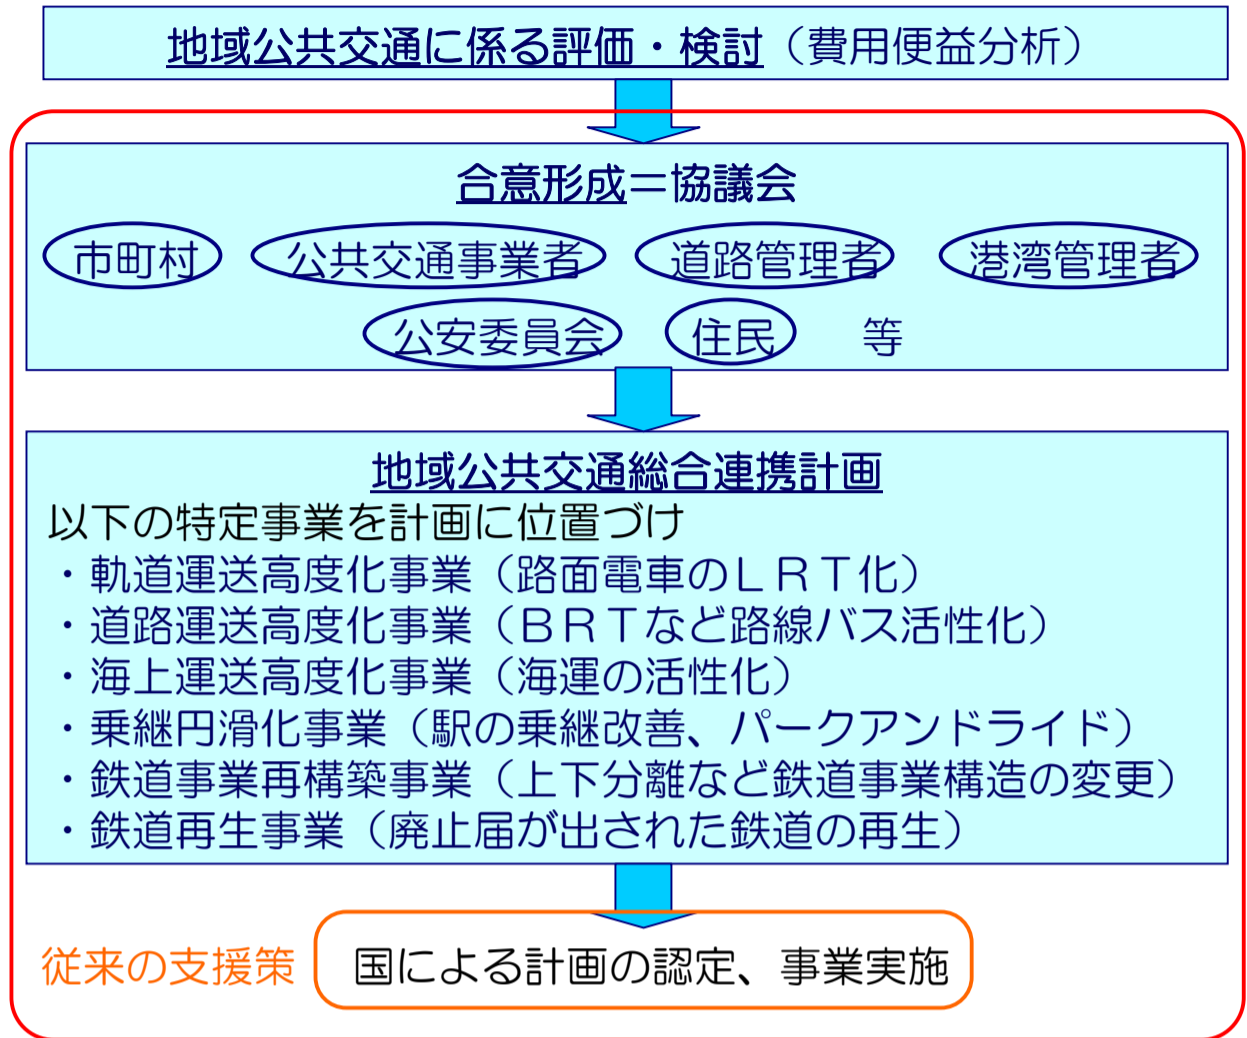 地域公共交通に係る評価・検討（費用便益分析）
合意形成＝協議会
市町村 公共交通事業者 道路管理者 港湾管理者
公安委員会 住民 等
地域公共交通総合連携計画
以下の特定事業を計画に位置づけ
・軌道運送高度化事業（路面電車のＬＲＴ化）
・道路運送高度化事業（ＢＲＴなど路線バス活性化）
・海上運送高度化事業（海運の活性化）
・乗継円滑化事業（駅の乗継改善、パークアンドライド）
・鉄道事業再構築事業（上下分離など鉄道事業構造の変更）
・鉄道再生事業（廃止届が出された鉄道の再生）
従来の支援策 国による計画の認定、事業実施